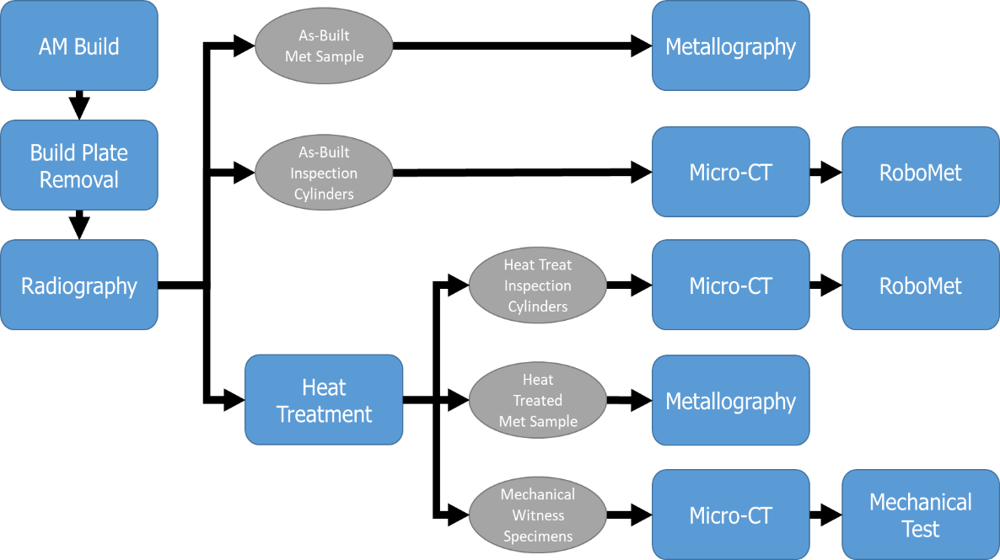 AM Build
As-Built
Met Sample
Metallography
Build Plate
Removal
As-Built
Inspection
Cylinders
Micro-CT
RoboMet
Radiography
Heat Treat
Inspection
Cylinders
Micro-CT
RoboMet
Heat
Treatment
Heat
Treated
Met Sample
Metallography
Mechanical
Witness
Specimens
Micro-CT
Mechanical
Test